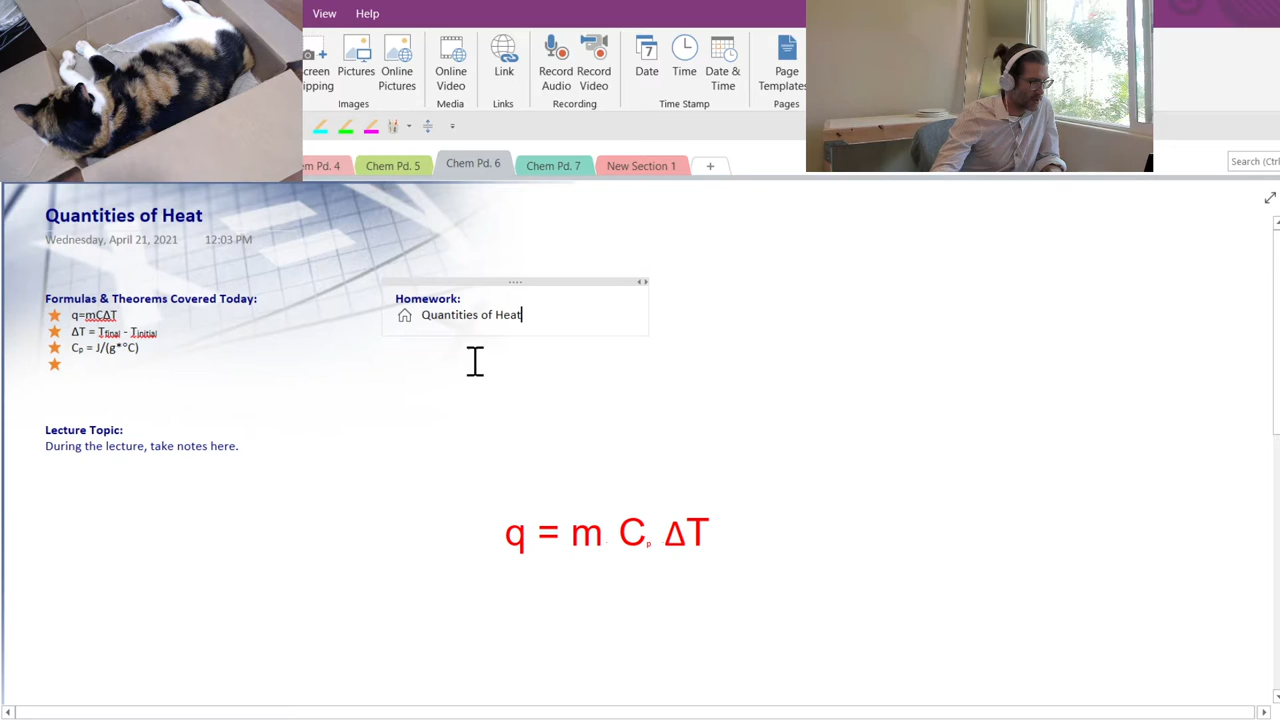 View Help
Screen Clipping
Pictures
Online Pictures
Online Video
Link
Record Audio
Record Video
Date
Time
Date & Time
Page Templates
Images
Media
Links
Recording
Time Stamp
Pages
Chem Pd. 4
Chem Pd. 5
Chem Pd. 6
Chem Pd. 7
New Section 1
+
Search (Ctrl
Quantities of Heat
Wednesday, April 21, 2021 12:03 PM
Formulas & Theorems Covered Today:
q=mCΔT
ΔT = Tfinal - Tinitial
Cp = J/(g*°C)
Homework:
Quantities of Heat
Lecture Topic:
During the lecture, take notes here.
q = m Cp ΔT